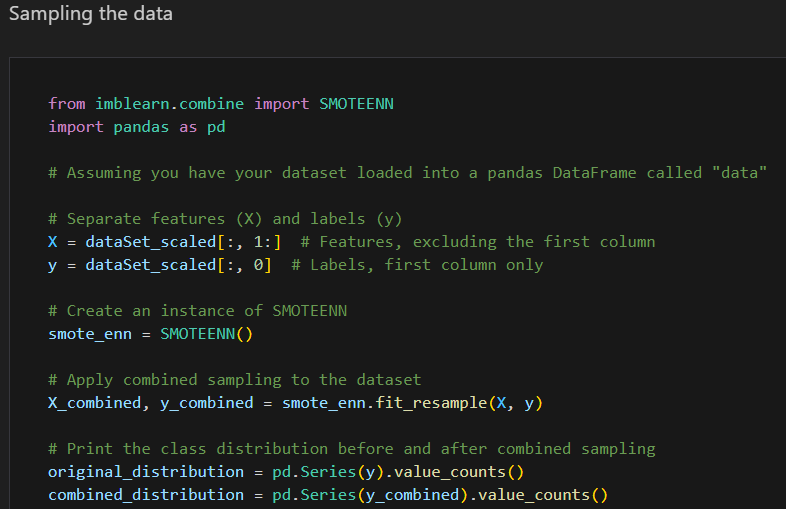 Sampling the data
from imblearn.combine import SMOTEENN
import pandas as pd
# Assuming you have your dataset loaded into a pandas DataFrame called "data"
# Separate features (X) and labels (y)
X = dataSet_scaled[:, 1:]  # Features, excluding the first column
y = dataSet_scaled[:, 0]  # Labels, first column only
# Create an instance of SMOTEENN
smote_enn = SMOTEENN()
# Apply combined sampling to the dataset
X_combined, y_combined = smote_enn.fit_resample(X, y)
# Print the class distribution before and after combined sampling
original_distribution = pd.Series(y).value_counts()
combined_distribution = pd.Series(y_combined).value_counts()